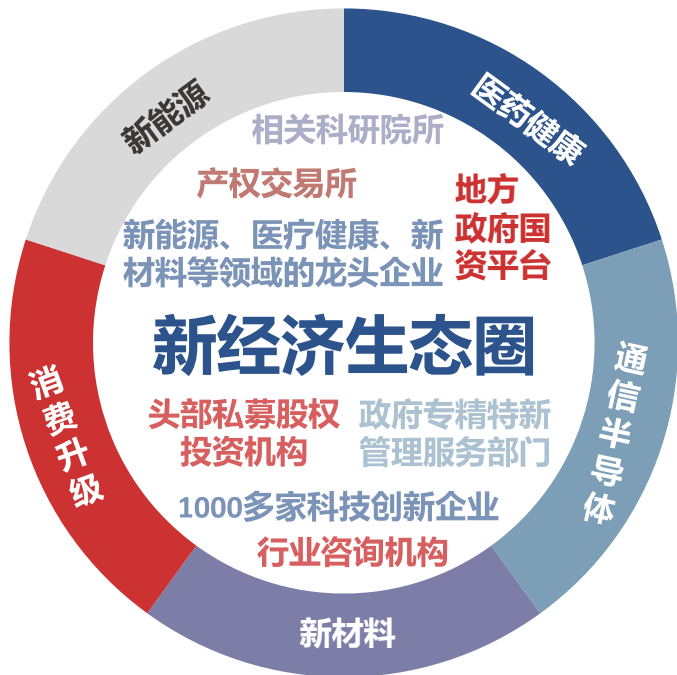 新能源
医药健康
相关科研院所
产权交易所
地方
政府国
资平台
新能源、医疗健康、新
材料等领域的龙头企业
新经济生态圈
头部私募股权
投资机构
政府专精特新
管理服务部门
1000多家科技创新企业
行业咨询机构
消费升级
通信半导体
新材料